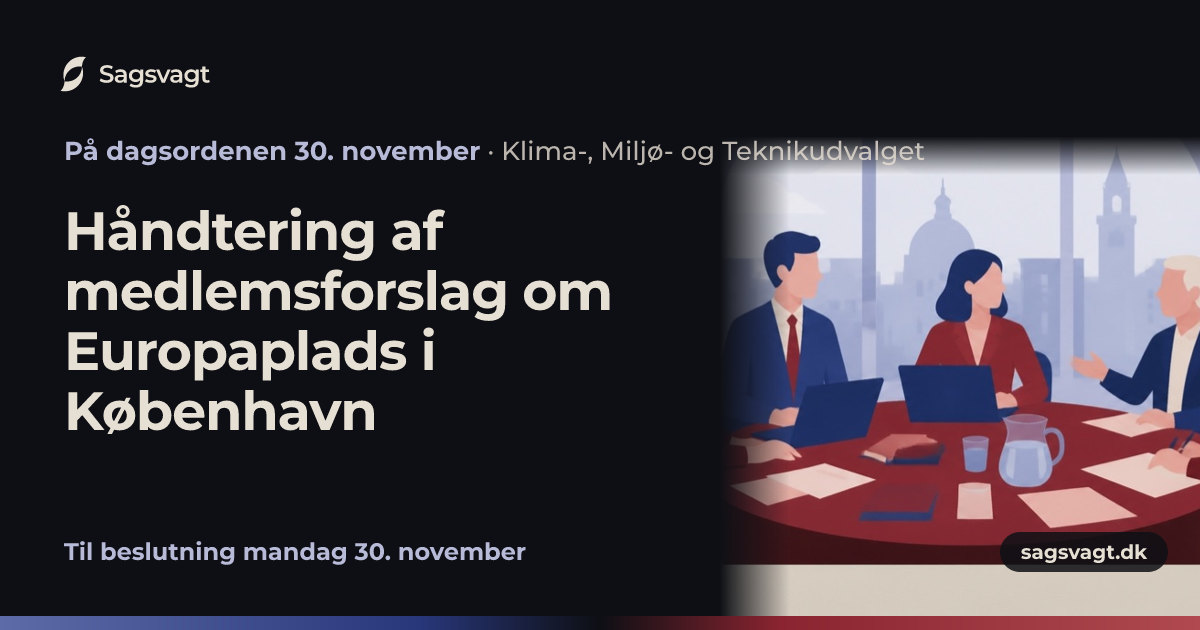 Sagsvagt
På dagsordenen 30. november · Klima-, Miljø- og Teknikudvalget
Håndtering af
medlemsforslag om
Europaplads i
København
Til beslutning mandag 30. november
sagsvagt.dk